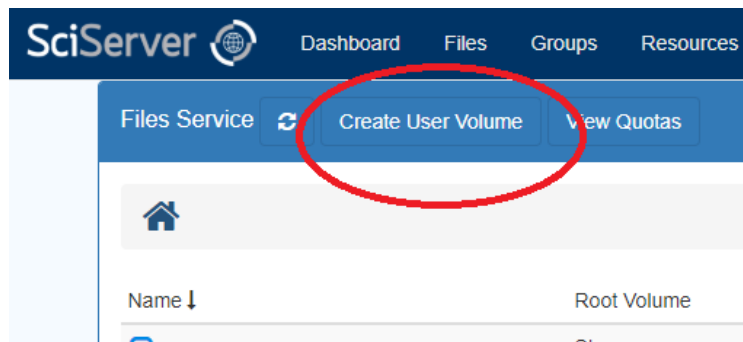 SciServer Dashboard Files Groups Resources
Files Service Create User Volume View Quotas
Name Root Volume